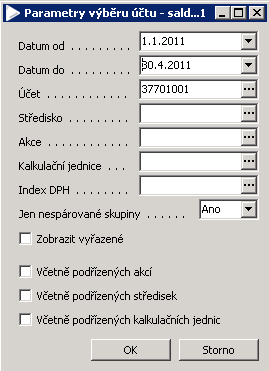 Parametry výběru účtu - sald...1
Datum od . . . . . . . . . 1.1.2011
Datum do . . . . . . . . . 30.4.2011
Účet . . . . . . . . . . . . . 37701001 ...
Středisko . . . . . . . . . ...
Akce . . . . . . . . . . . . . ...
Kalkulační jednice . . . ...
Index DPH . . . . . . . . ...
Jen nespárované skupiny . . . . . . Ano
Zobrazit vyřazené
Včetně podřízených akcí
Včetně podřízených středisek
Včetně podřízených kalkulačních jednic
OK Storno